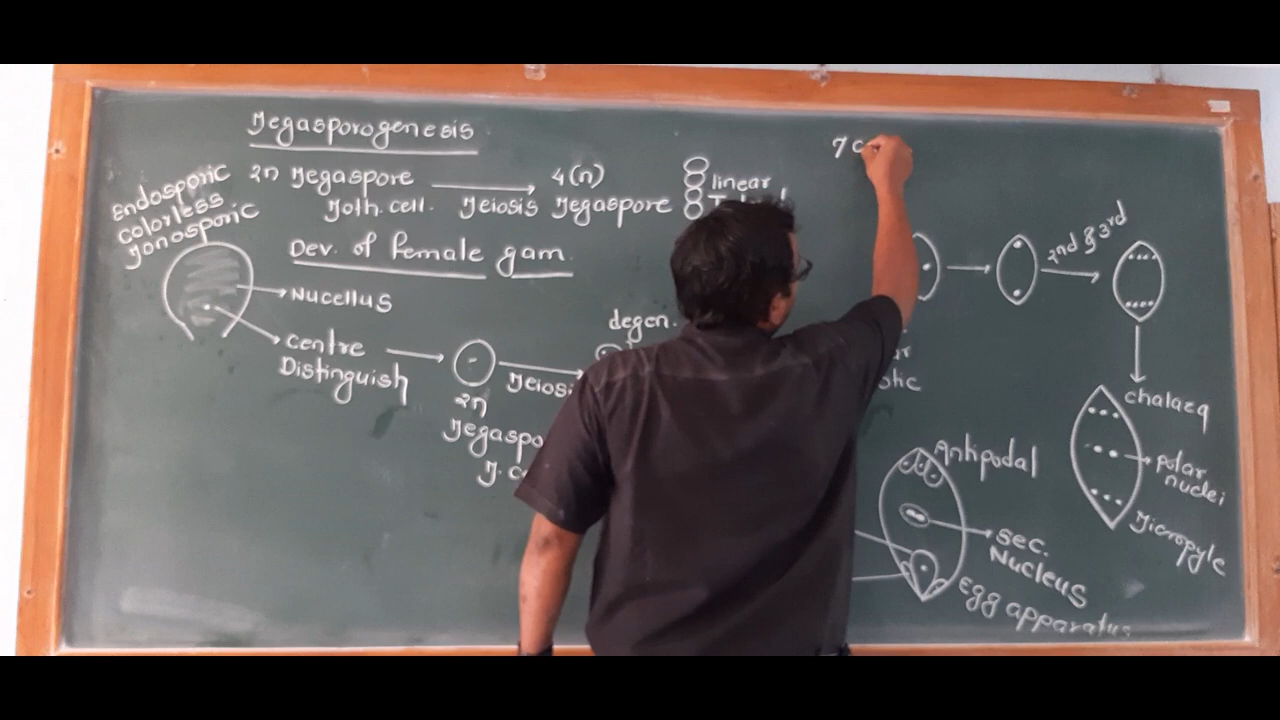 Megasporogenesis
2n Megaspore → 4(n)
Moth. cell. Meiosis Megaspore
linear
Endosporic
colorless
Monosporic
Dev. of Female gam.
Nucellus
centre
Distinguish
2n
Megaspo
M. c
Meiosi
degen.
7 c
2nd & 3rd
chalaza
polar
nuclei
Micropyle
Antipodal
sec.
Nucleus
Egg apparatus